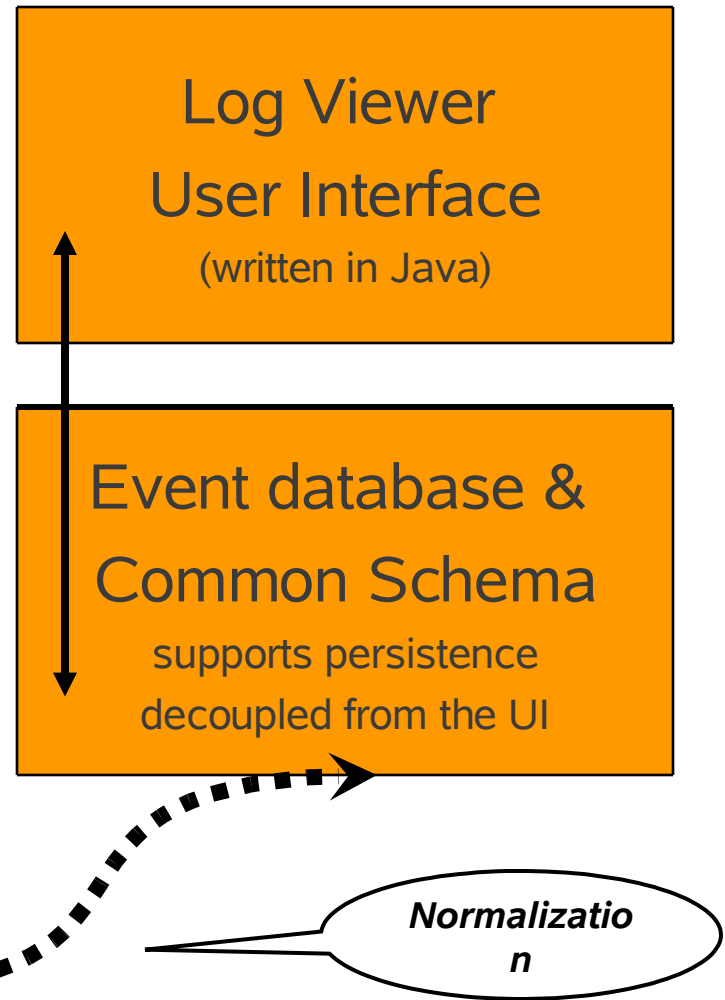 Log Viewer
User Interface
(written in Java)
Event database &
Common Schema
supports persistence
decoupled from the UI
Normalizatio
n